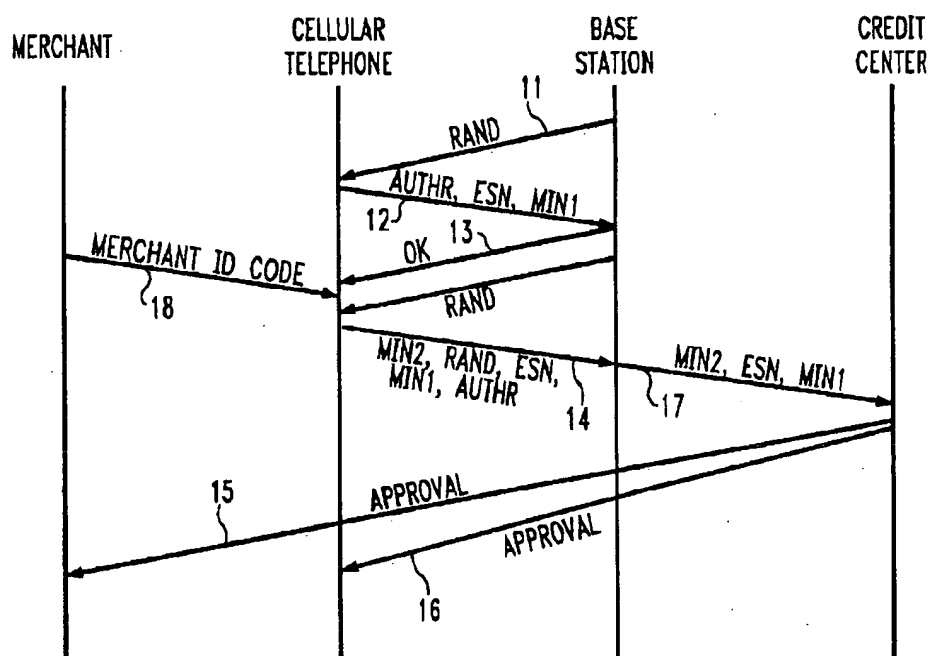 MERCHANT
CELLULAR
TELEPHONE
BASE
STATION
CREDIT
CENTER
11
RAND
AUTHR, ESN, MIN1
12
13
OK
MERCHANT ID CODE
18
RAND
MIN2, RAND, ESN,
MIN1, AUTHR
14
MIN2, ESN, MIN1
17
15
APPROVAL
APPROVAL
16